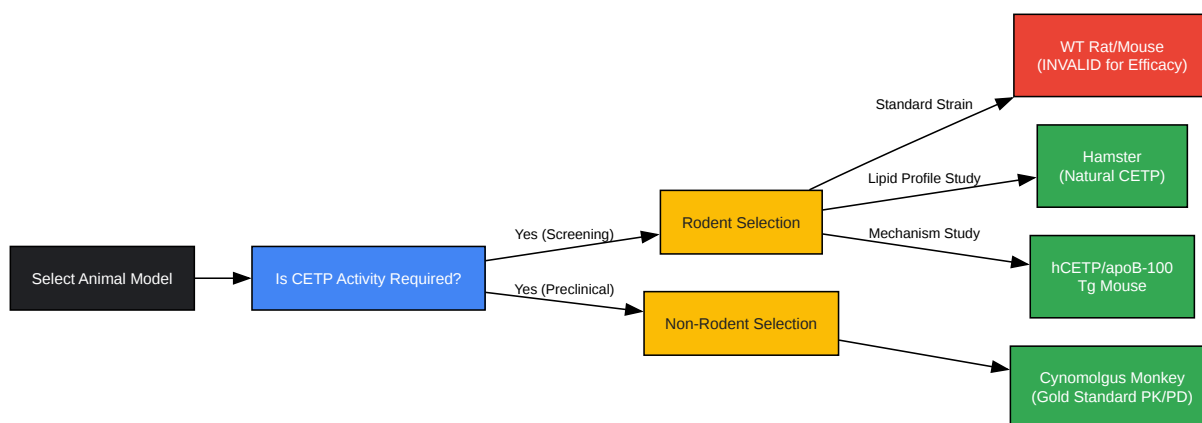 WT Rat/Mouse
(INVALID for Efficacy)
Standard Strain
Hamster
(Natural CETP)
Lipid Profile Study
Rodent Selection
Yes (Screening)
Mechanism Study
Select Animal Model
Is CETP Activity Required?
hCETP/apoB-100
Tg Mouse
Yes (Preclinical)
Non-Rodent Selection
Cynomolgus Monkey
(Gold Standard PK/PD)